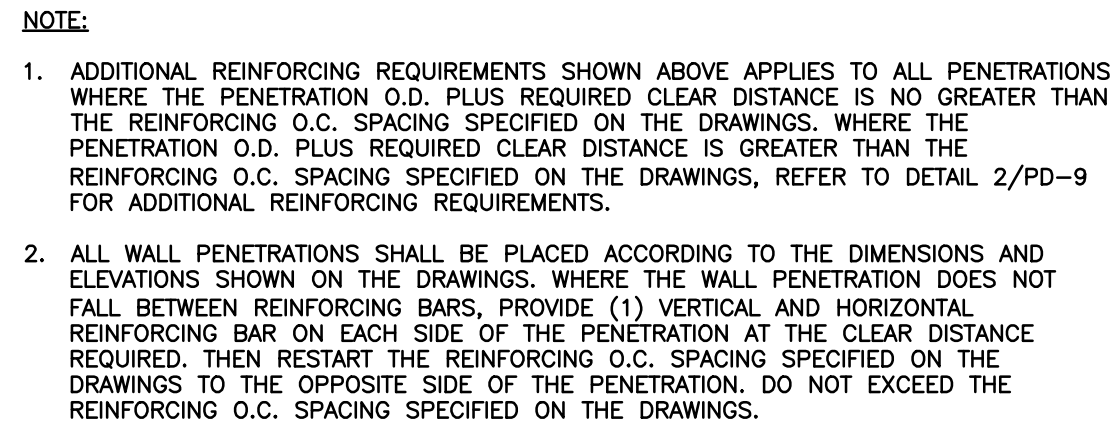 NOTE:
1. ADDITIONAL REINFORCING REQUIREMENTS SHOWN ABOVE APPLIES TO ALL PENETRATIONS
WHERE THE PENETRATION O.D. PLUS REQUIRED CLEAR DISTANCE IS NO GREATER THAN
THE REINFORCING O.C. SPACING SPECIFIED ON THE DRAWINGS. WHERE THE
PENETRATION O.D. PLUS REQUIRED CLEAR DISTANCE IS GREATER THAN THE
REINFORCING O.C. SPACING SPECIFIED ON THE DRAWINGS, REFER TO DETAIL 2/PD-9
FOR ADDITIONAL REINFORCING REQUIREMENTS.
2. ALL WALL PENETRATIONS SHALL BE PLACED ACCORDING TO THE DIMENSIONS AND
ELEVATIONS SHOWN ON THE DRAWINGS. WHERE THE WALL PENETRATION DOES NOT
FALL BETWEEN REINFORCING BARS, PROVIDE (1) VERTICAL AND HORIZONTAL
REINFORCING BAR ON EACH SIDE OF THE PENETRATION AT THE CLEAR DISTANCE
REQUIRED. THEN RESTART THE REINFORCING O.C. SPACING SPECIFIED ON THE
DRAWINGS TO THE OPPOSITE SIDE OF THE PENETRATION. DO NOT EXCEED THE
REINFORCING O.C. SPACING SPECIFIED ON THE DRAWINGS.